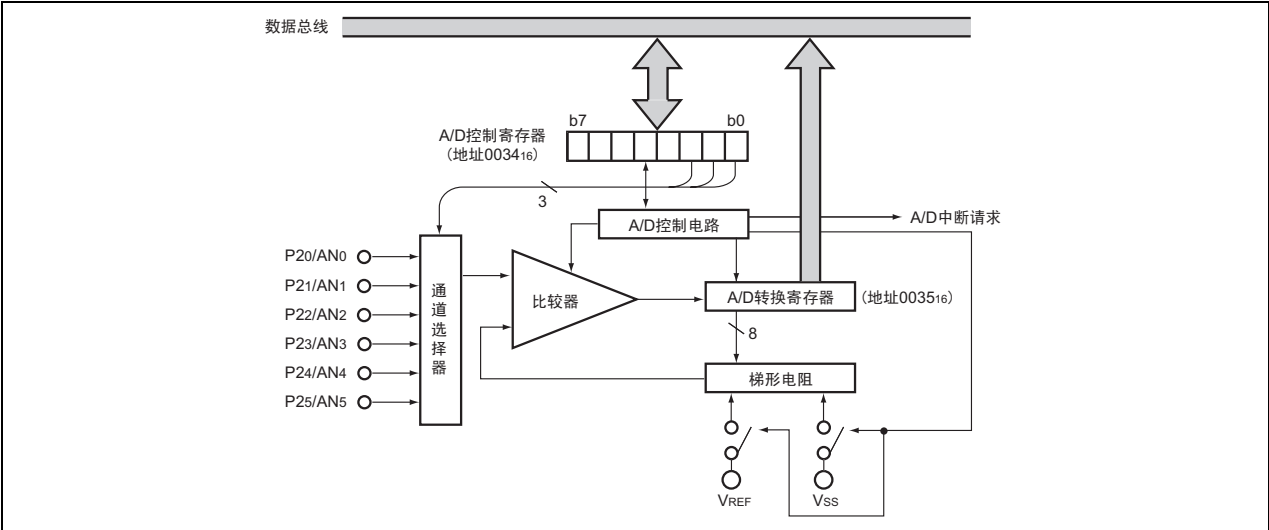 数据总线
b7 b0
A/D控制寄存器
（地址003416）
3
A/D控制电路
A/D中断请求
P20/AN0
P21/AN1
P22/AN2
P23/AN3
P24/AN4
P25/AN5
通道选择器
比较器
A/D转换寄存器 （地址003516）
8
梯形电阻
VREF VSS